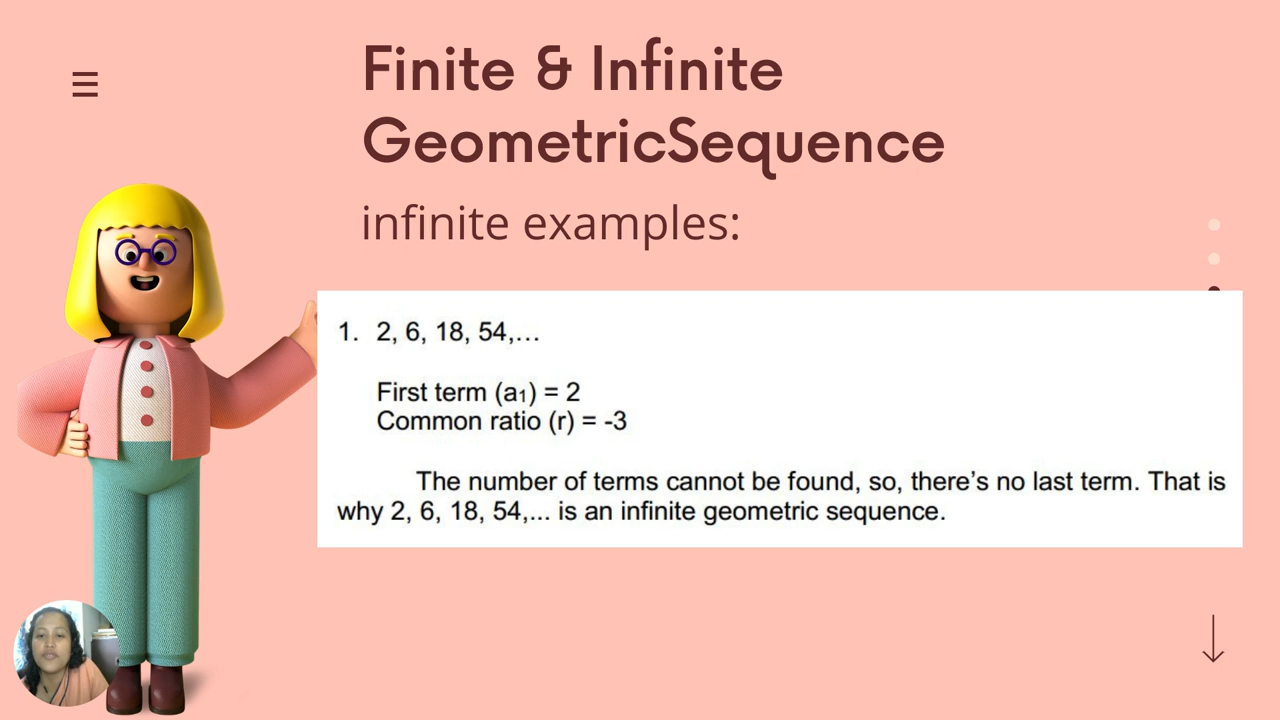 Finite & Infinite
GeometricSequence
infinite examples:
1. 2, 6, 18, 54,…
First term (a₁) = 2
Common ratio (r) = -3
The number of terms cannot be found, so, there’s no last term. That is
why 2, 6, 18, 54,... is an infinite geometric sequence.